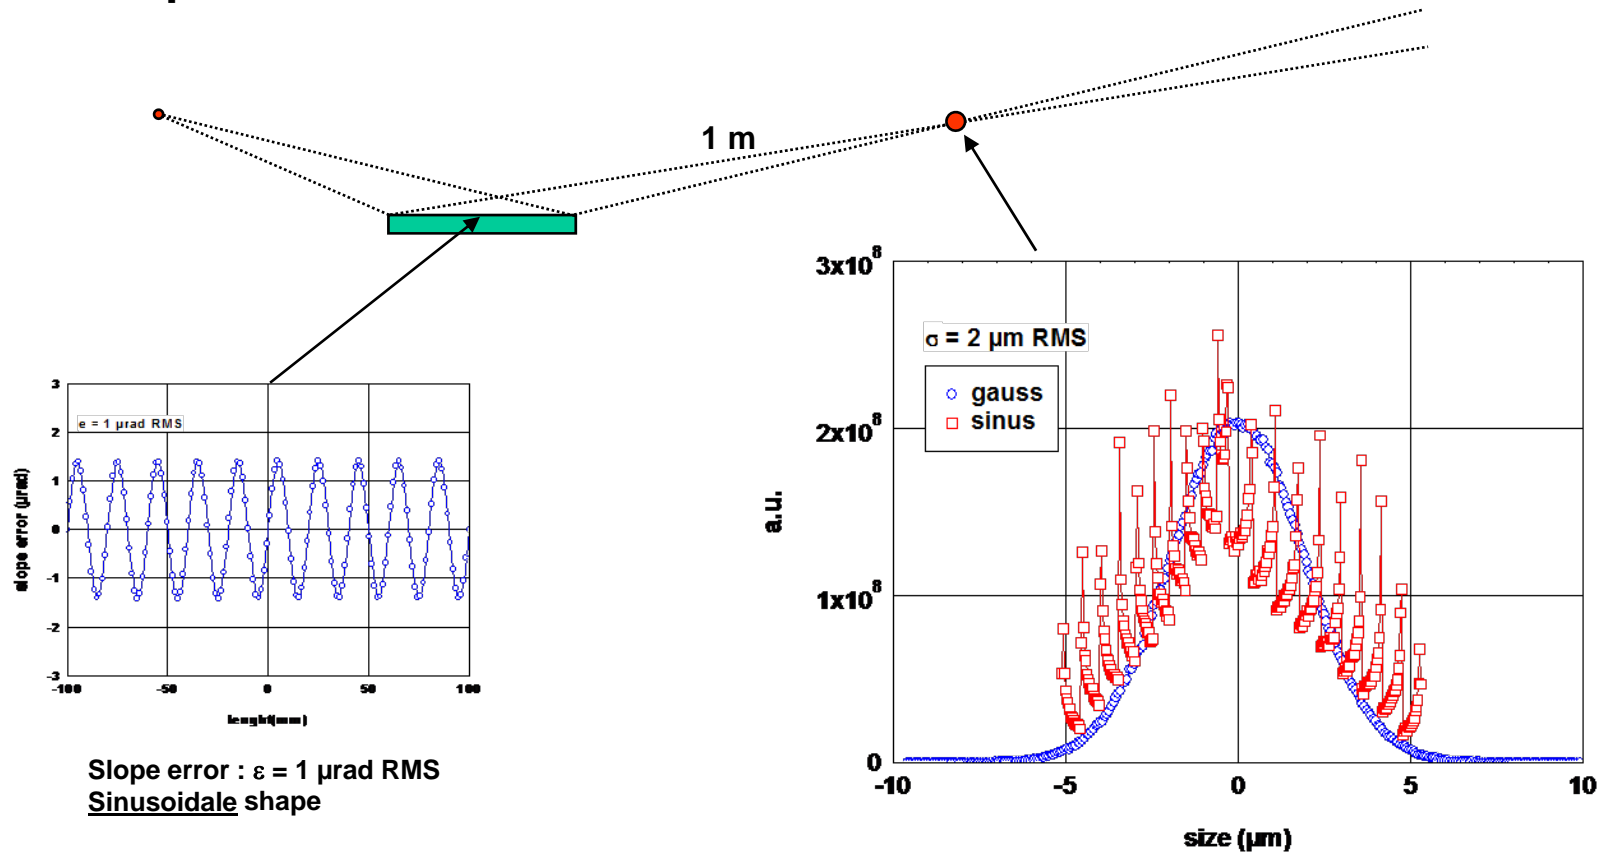 1 m
3x10⁸
2x10⁸
1x10⁸
0
-10
-5
0
5
10
a.u.
size (µm)
σ = 2 µm RMS
gauss
sinus
3
2
1
0
-1
-2
-3
-100
-50
0
50
100
e = 1 µrad RMS
slope error (µrad)
lenght(mm)
Slope error : ε = 1 µrad RMS
Sinusoidale shape